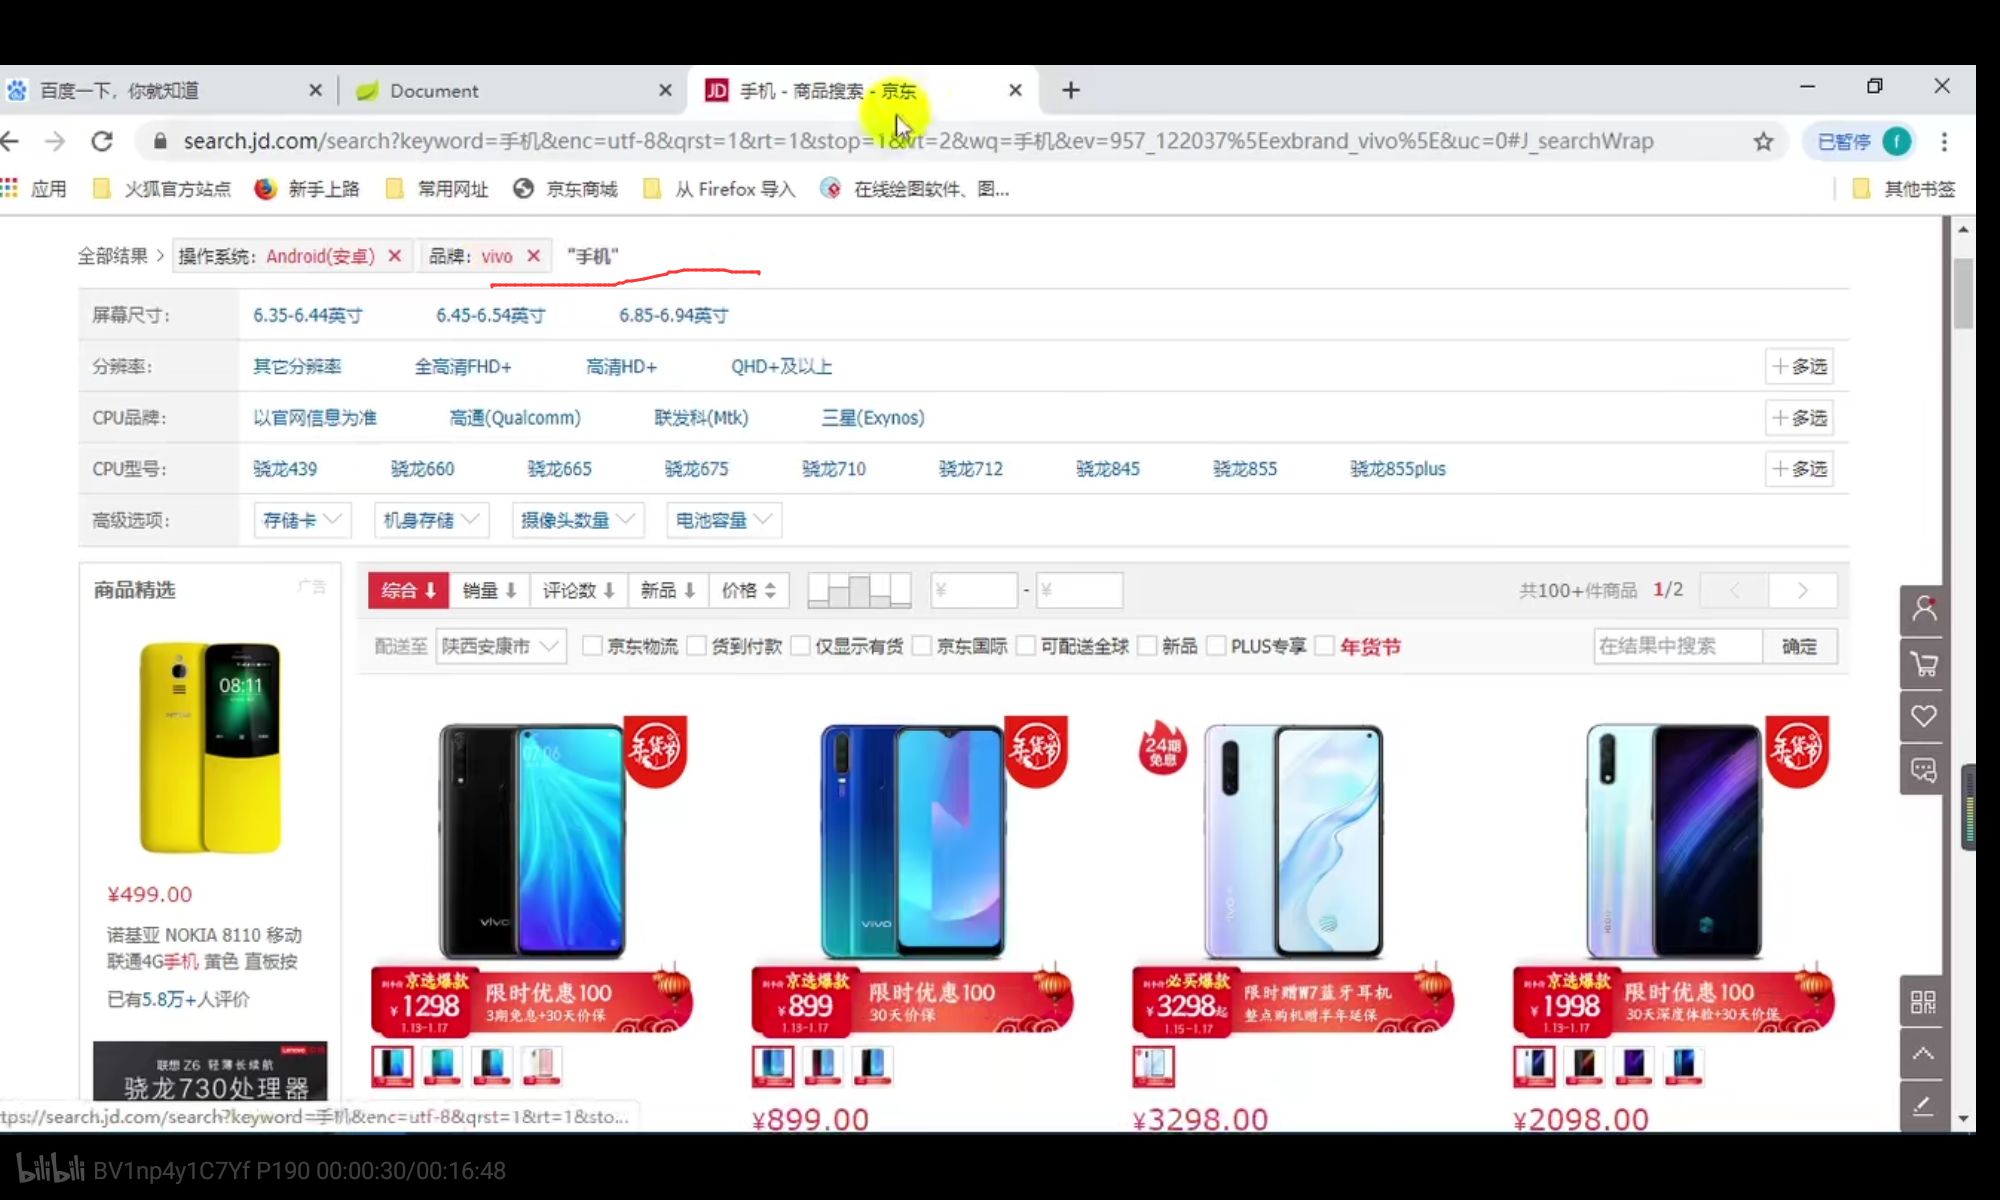 百度一下，你就知道
Document
JD 手机 - 商品搜索 - 京东
search.jd.com/search?keyword=手机&enc=utf-8&qrst=1&rt=1&stop=1&vt=2&wq=手机&ev=957_122037%5Eexbrand_vivo%5E&uc=0#J_searchWrap
已暂停 f
应用 火狐官方站点 新手上路 常用网址 京东商城 从 Firefox 导入 在线绘图软件、图... 其他书签
全部结果 > 操作系统：Android(安卓) × 品牌：vivo × "手机"
屏幕尺寸： 6.35-6.44英寸 6.45-6.54英寸 6.85-6.94英寸
分辨率： 其它分辨率 全高清FHD+ 高清HD+ QHD+及以上 +多选
CPU品牌： 以官网信息为准 高通(Qualcomm) 联发科(Mtk) 三星(Exynos) +多选
CPU型号： 骁龙439 骁龙660 骁龙665 骁龙675 骁龙710 骁龙712 骁龙845 骁龙855 骁龙855plus +多选
高级选项： 存储卡 机身存储 摄像头数量 电池容量
商品精选 广告
综合 销量 评论数 新品 价格 ¥ - ¥ 共100+件商品 1/2 < >
配送至 陕西安康市 京东物流 货到付款 仅显示有货 京东国际 可配送全球 新品 PLUS专享 年货节 在结果中搜索 确定
08:11
¥499.00
诺基亚 NOKIA 8110 移动
联通4G手机 黄色 直板按
已有5.8万+人评价
Lenovo
联想 Z6 轻薄长续航
骁龙730处理器
07:06
vivo
年货节
京选爆款
¥1298
1.13-1.17
限时优惠100
3期免息+30天价保
vivo
年货节
京选爆款
¥899
1.13-1.17
限时优惠100
30天价保
¥899.00
24期
免息
vivo
必买爆款
¥3298起
1.15-1.17
限时赠W7蓝牙耳机
整点购机赠半年延保
¥3298.00
年货节
京选爆款
¥1998
1.13-1.17
限时优惠100
30天深度体验+30天价保
¥2098.00
tps://search.jd.com/search?keyword=手机&enc=utf-8&qrst=1&rt=1&sto...
bilibili BV1np4y1C7Yf P190 00:00:30/00:16:48